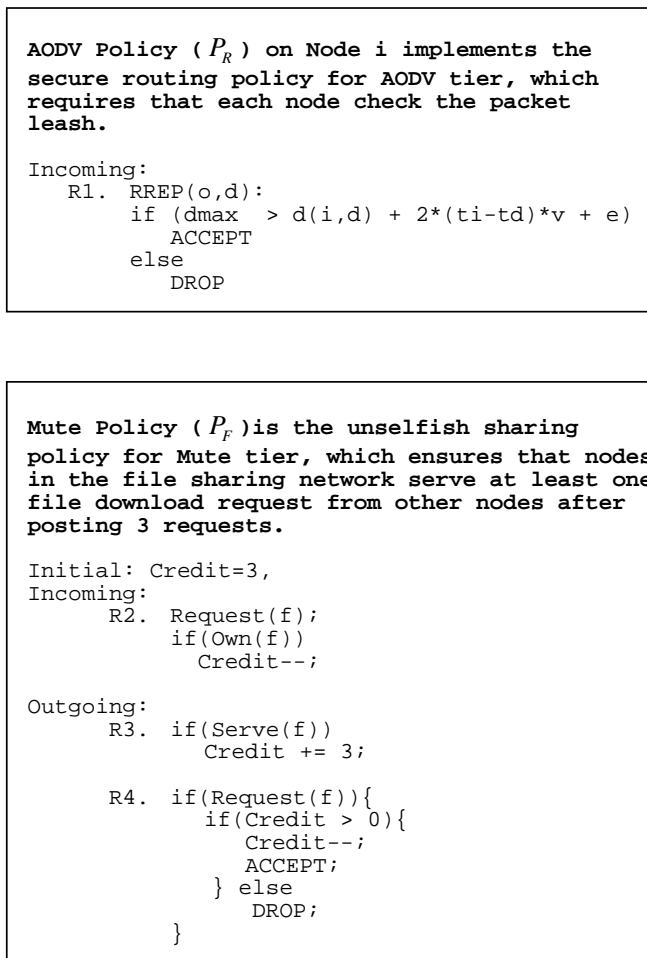 AODV Policy ( P_R ) on Node i implements the
secure routing policy for AODV tier, which
requires that each node check the packet
leash.
Incoming:
R1. RREP(o,d):
if (dmax > d(i,d) + 2*(ti-td)*v + e)
ACCEPT
else
DROP
Mute Policy ( P_F )is the unselfish sharing
policy for Mute tier, which ensures that nodes
in the file sharing network serve at least one
file download request from other nodes after
posting 3 requests.
Initial: Credit=3,
Incoming:
R2. Request(f);
if(Own(f))
Credit--;
Outgoing:
R3. if(Serve(f))
Credit += 3;
R4. if(Request(f)){
if(Credit > 0){
Credit--;
ACCEPT;
} else
DROP;
}